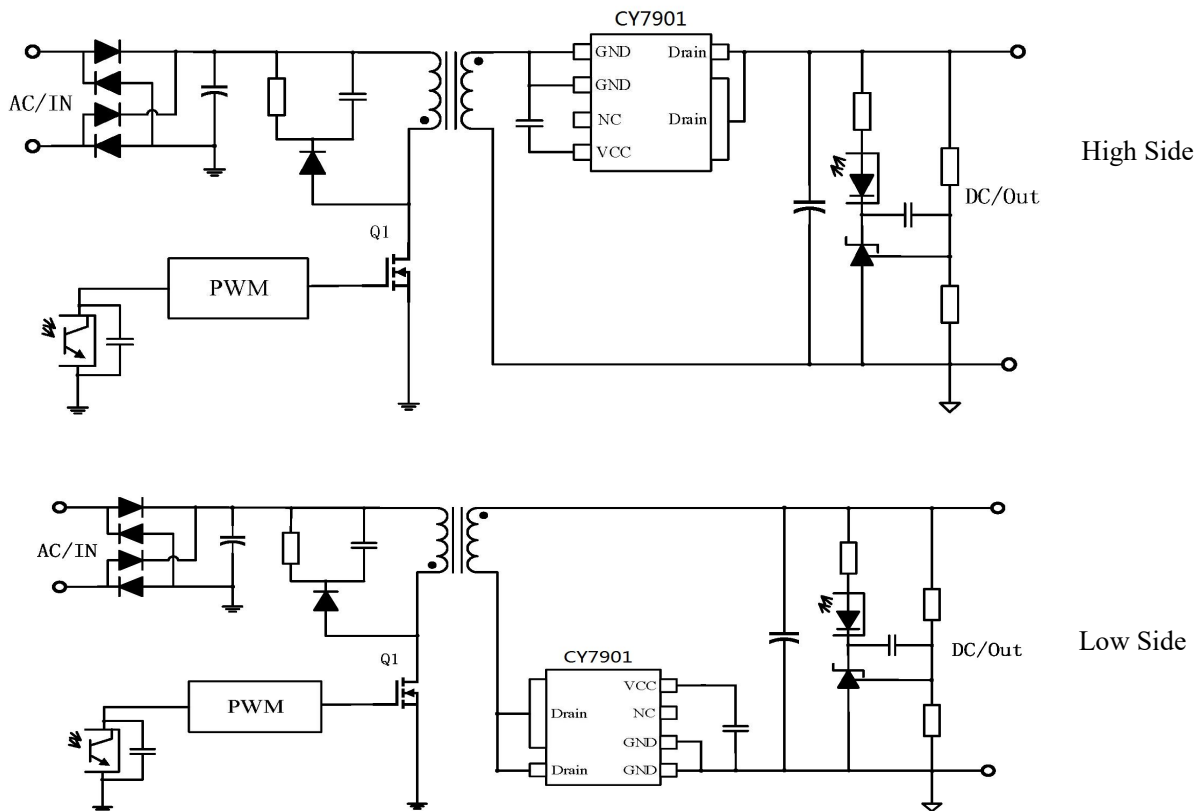 CY7901
GND
Drain
GND
NC
Drain
VCC
AC/IN
High Side
DC/Out
Q1
PWM
AC/IN
DC/Out
Low Side
CY7901
Q1
VCC
PWM
Drain
NC
GND
Drain
GND